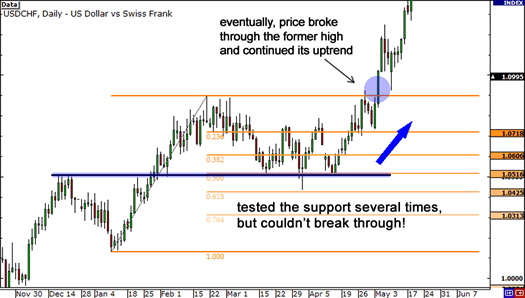 Data
USDCHF, Daily - US Dollar vs Swiss Frank
INDEX
eventually, price broke
through the former high
and continued its uptrend
1.0995
0.236
1.0718
0.382
1.0606
0.500
1.0516
0.618
1.0425
tested the support several times,
but couldn't break through!
0.764
1.0313
1.000
1.0000
Nov 30 Dec 14 Jan 4 18 25 Feb 1 15 22 Mar 1 15 22 Apr 5 19 26 May 3 17 24 Jun 7